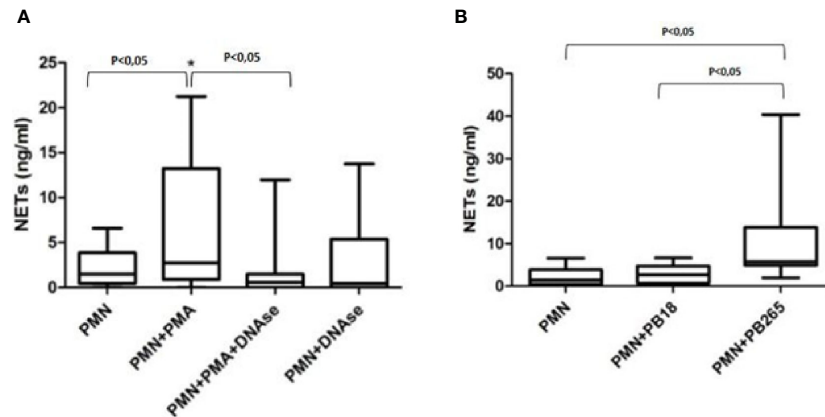 A
P<0,05
*
P<0,05
25
20
15
10
5
0
NETs (ng/ml)
PMN
PMN+PMA
PMN+PMA+DNAse
PMN+DNAse
B
P<0,05
P<0,05
50
40
30
20
10
0
NETs (ng/ml)
PMN
PMN+PB18
PMN+PB265